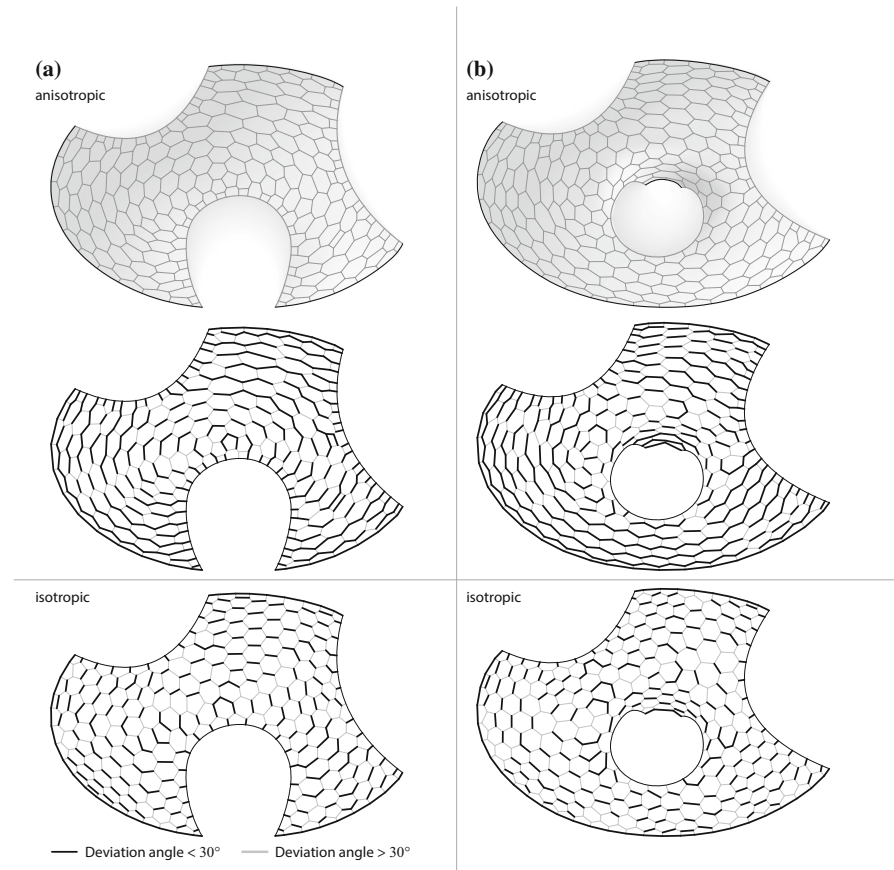 (a)
anisotropic
(b)
anisotropic
isotropic
isotropic
Deviation angle < 30°
Deviation angle > 30°